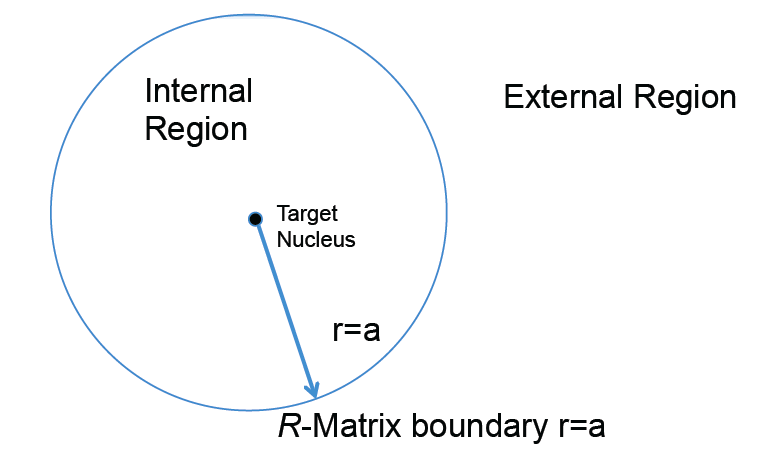 Internal
Region
External Region
Target
Nucleus
r=a
R-Matrix boundary r=a